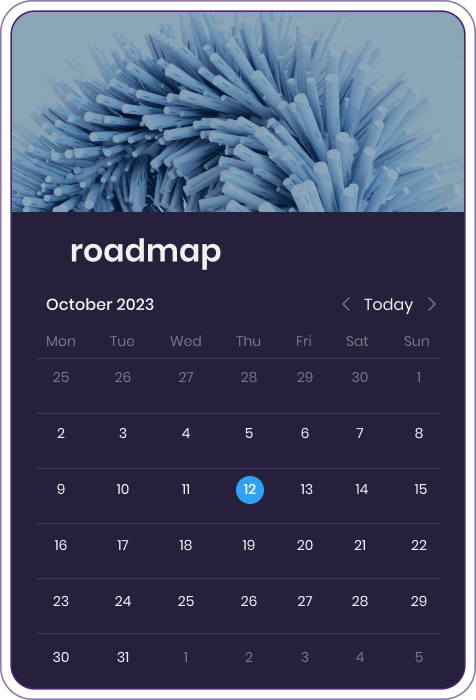 roadmap
October 2023 Today
Mon Tue Wed Thu Fri Sat Sun
25 26 27 28 29 30 1
2 3 4 5 6 7 8
9 10 11 12 13 14 15
16 17 18 19 20 21 22
23 24 25 26 27 28 29
30 31 1 2 3 4 5